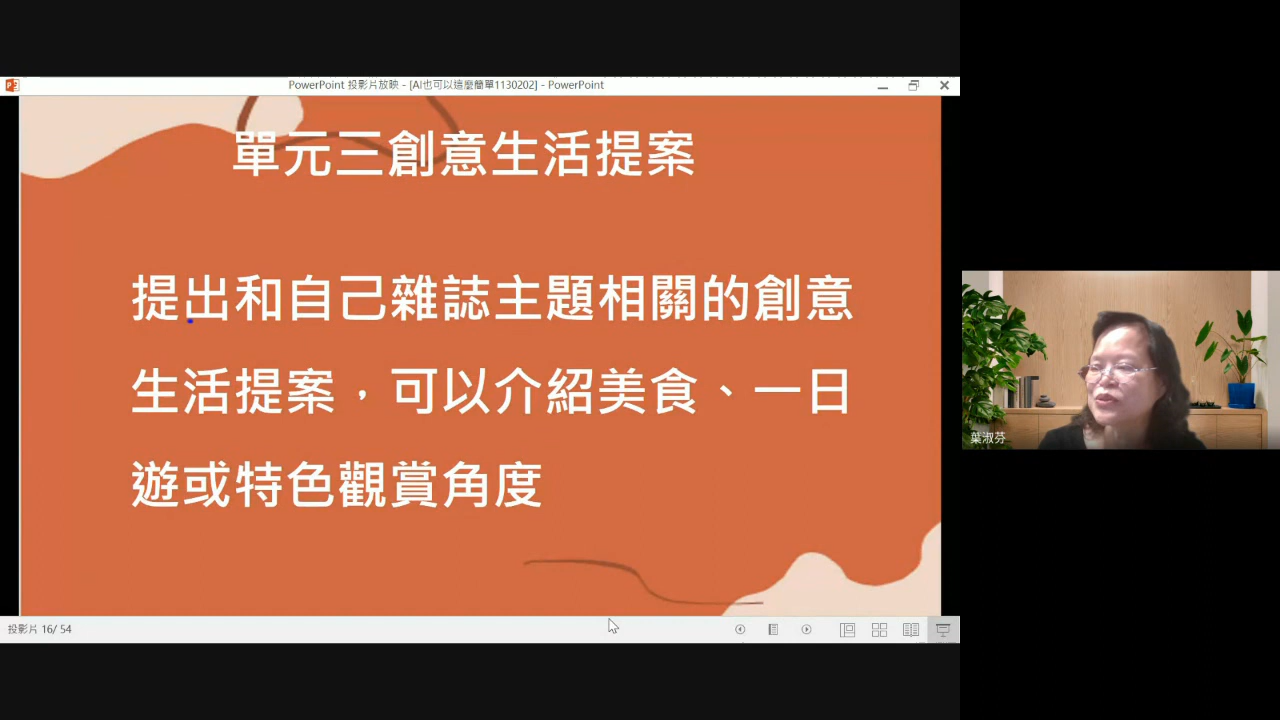 PowerPoint 投影片放映 - [AI也可以這麼簡單1130202] - PowerPoint
單元三創意生活提案
提出和自己雜誌主題相關的創意
生活提案，可以介紹美食、一日
遊或特色觀賞角度
葉淑芬
投影片 16/ 54